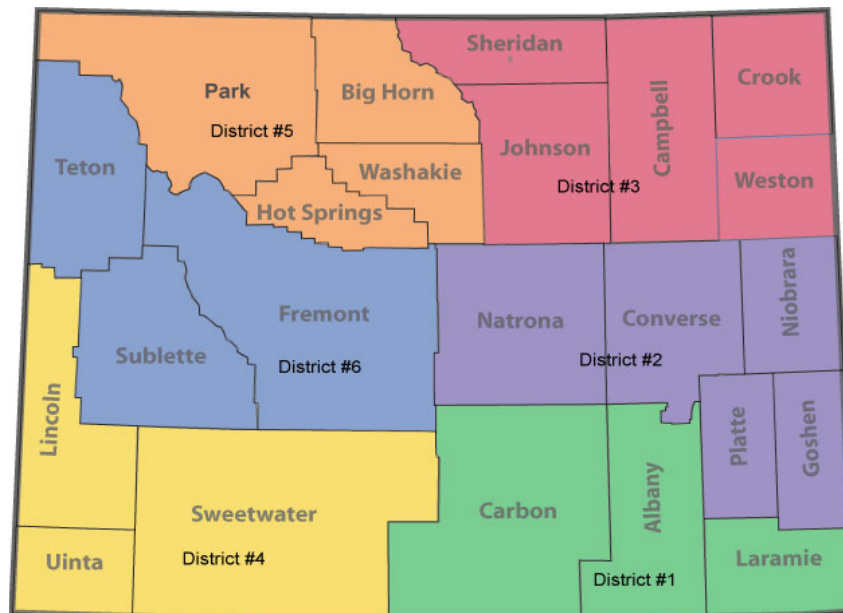 Sheridan
Park
Big Horn
Campbell
Crook
District #5
Johnson
Teton
Washakie
District #3
Weston
Hot Springs
Fremont
Natrona
Converse
Niobrara
Sublette
District #6
District #2
Lincoln
Platte
Goshen
Sweetwater
Carbon
Albany
Uinta
District #4
District #1
Laramie